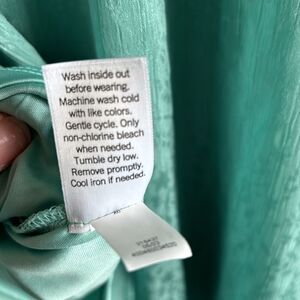 Wash inside out
before wearing.
Machine wash cold
with like colors.
Gentle cycle. Only
non-chlorine bleach
when needed.
Tumble dry low.
Remove promptly.
Cool iron if needed.